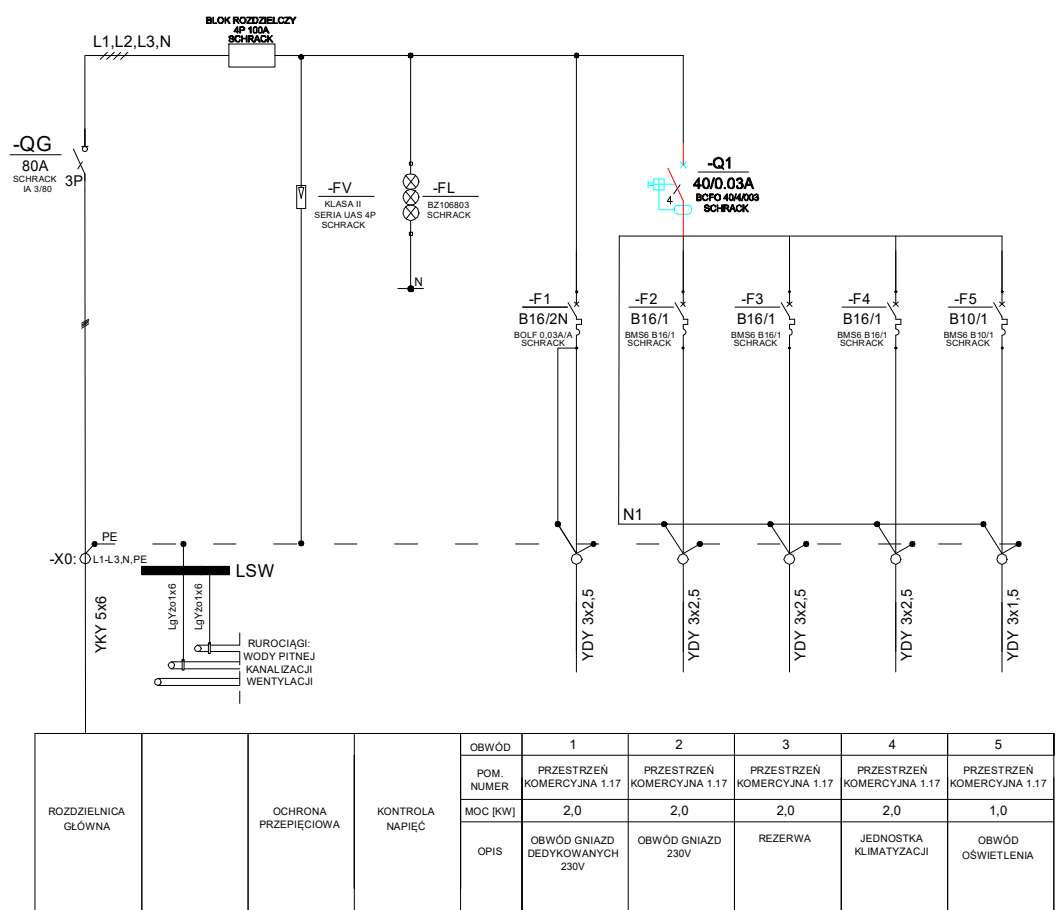 BLOK ROZDZIELCZY
4P 100A
SCHRACK
L1,L2,L3,N
-QG
80A
SCHRACK
IA 3/80
3P
-FV
KLASA II
SERIA UAS 4P
SCHRACK
-FL
BZ106803
SCHRACK
N
-Q1
40/0.03A
BCFO 40/4/003
SCHRACK
4
-F1
B16/2N
BOLF 0,03A/A
SCHRACK
-F2
B16/1
BMS6 B16/1
SCHRACK
-F3
B16/1
BMS6 B16/1
SCHRACK
-F4
B16/1
BMS6 B16/1
SCHRACK
-F5
B10/1
BMS6 B10/1
SCHRACK
N1
PE
-X0:
L1-L3,N,PE
LSW
YKY 5x6
LgYżo1x6
LgYżo1x6
RUROCIĄGI:
WODY PITNEJ
KANALIZACJI
WENTYLACJI
YDY 3x2,5
YDY 3x2,5
YDY 3x2,5
YDY 3x2,5
YDY 3x1,5
ROZDZIELNICA
GŁÓWNA
OCHRONA
PRZEPIĘCIOWA
KONTROLA
NAPIĘĆ
OBWÓD 1 2 3 4 5
POM.
NUMER
PRZESTRZEŃ
KOMERCYJNA 1.17
PRZESTRZEŃ
KOMERCYJNA 1.17
PRZESTRZEŃ
KOMERCYJNA 1.17
PRZESTRZEŃ
KOMERCYJNA 1.17
PRZESTRZEŃ
KOMERCYJNA 1.17
MOC [KW] 2,0 2,0 2,0 2,0 1,0
OPIS
OBWÓD GNIAZD
DEDYKOWANYCH
230V
OBWÓD GNIAZD
230V
REZERWA
JEDNOSTKA
KLIMATYZACJI
OBWÓD
OŚWIETLENIA